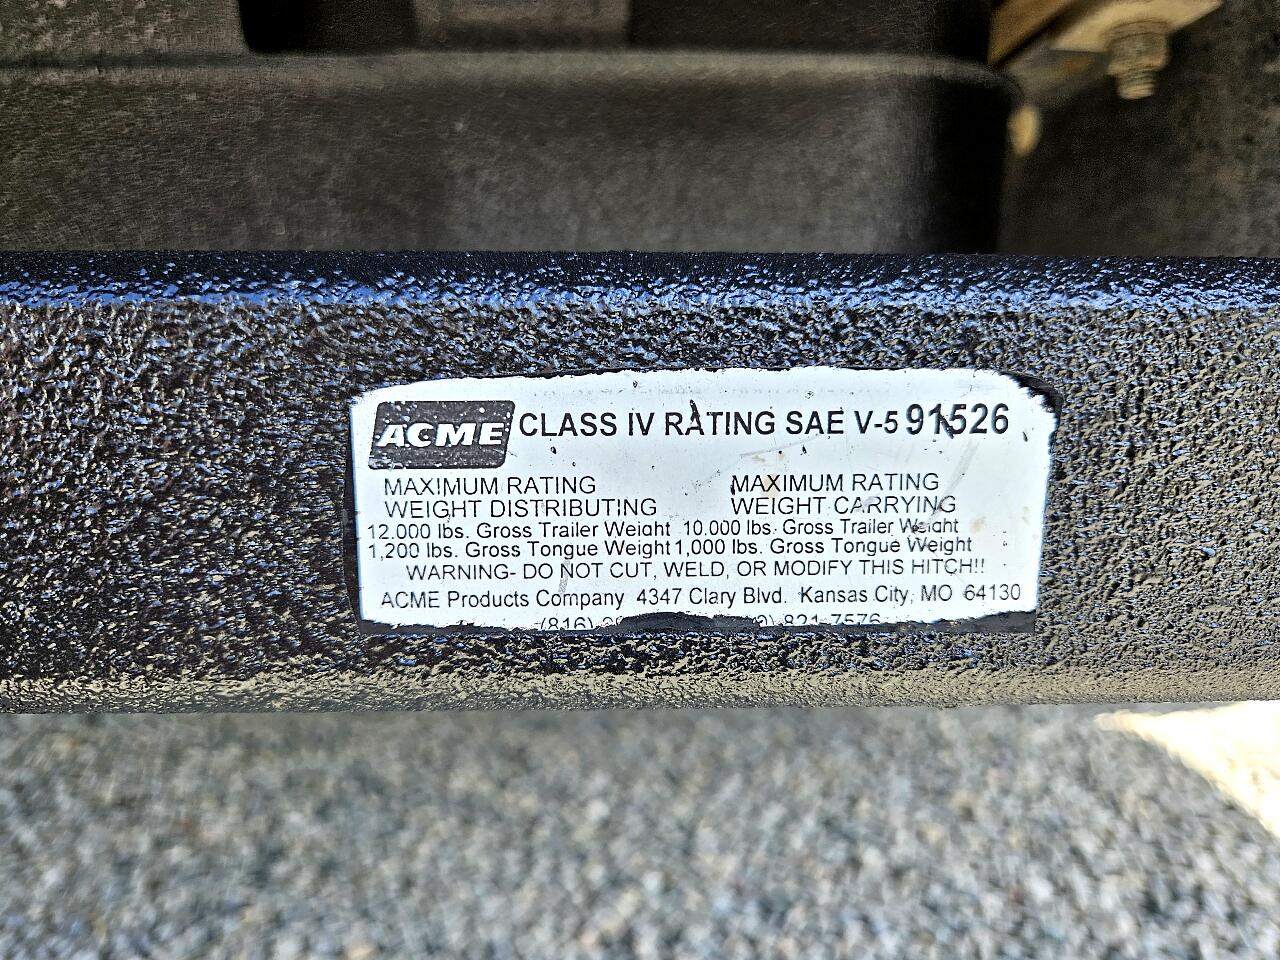 ACME CLASS IV RATING SAE V-5 91526
MAXIMUM RATING MAXIMUM RATING
WEIGHT DISTRIBUTING WEIGHT CARRYING
12,000 lbs. Gross Trailer Weight 10,000 lbs. Gross Trailer Weight
1,200 lbs. Gross Tongue Weight 1,000 lbs. Gross Tongue Weight
WARNING- DO NOT CUT, WELD, OR MODIFY THIS HITCH!!
ACME Products Company 4347 Clary Blvd. Kansas City, MO 64130
(816) 821-7576